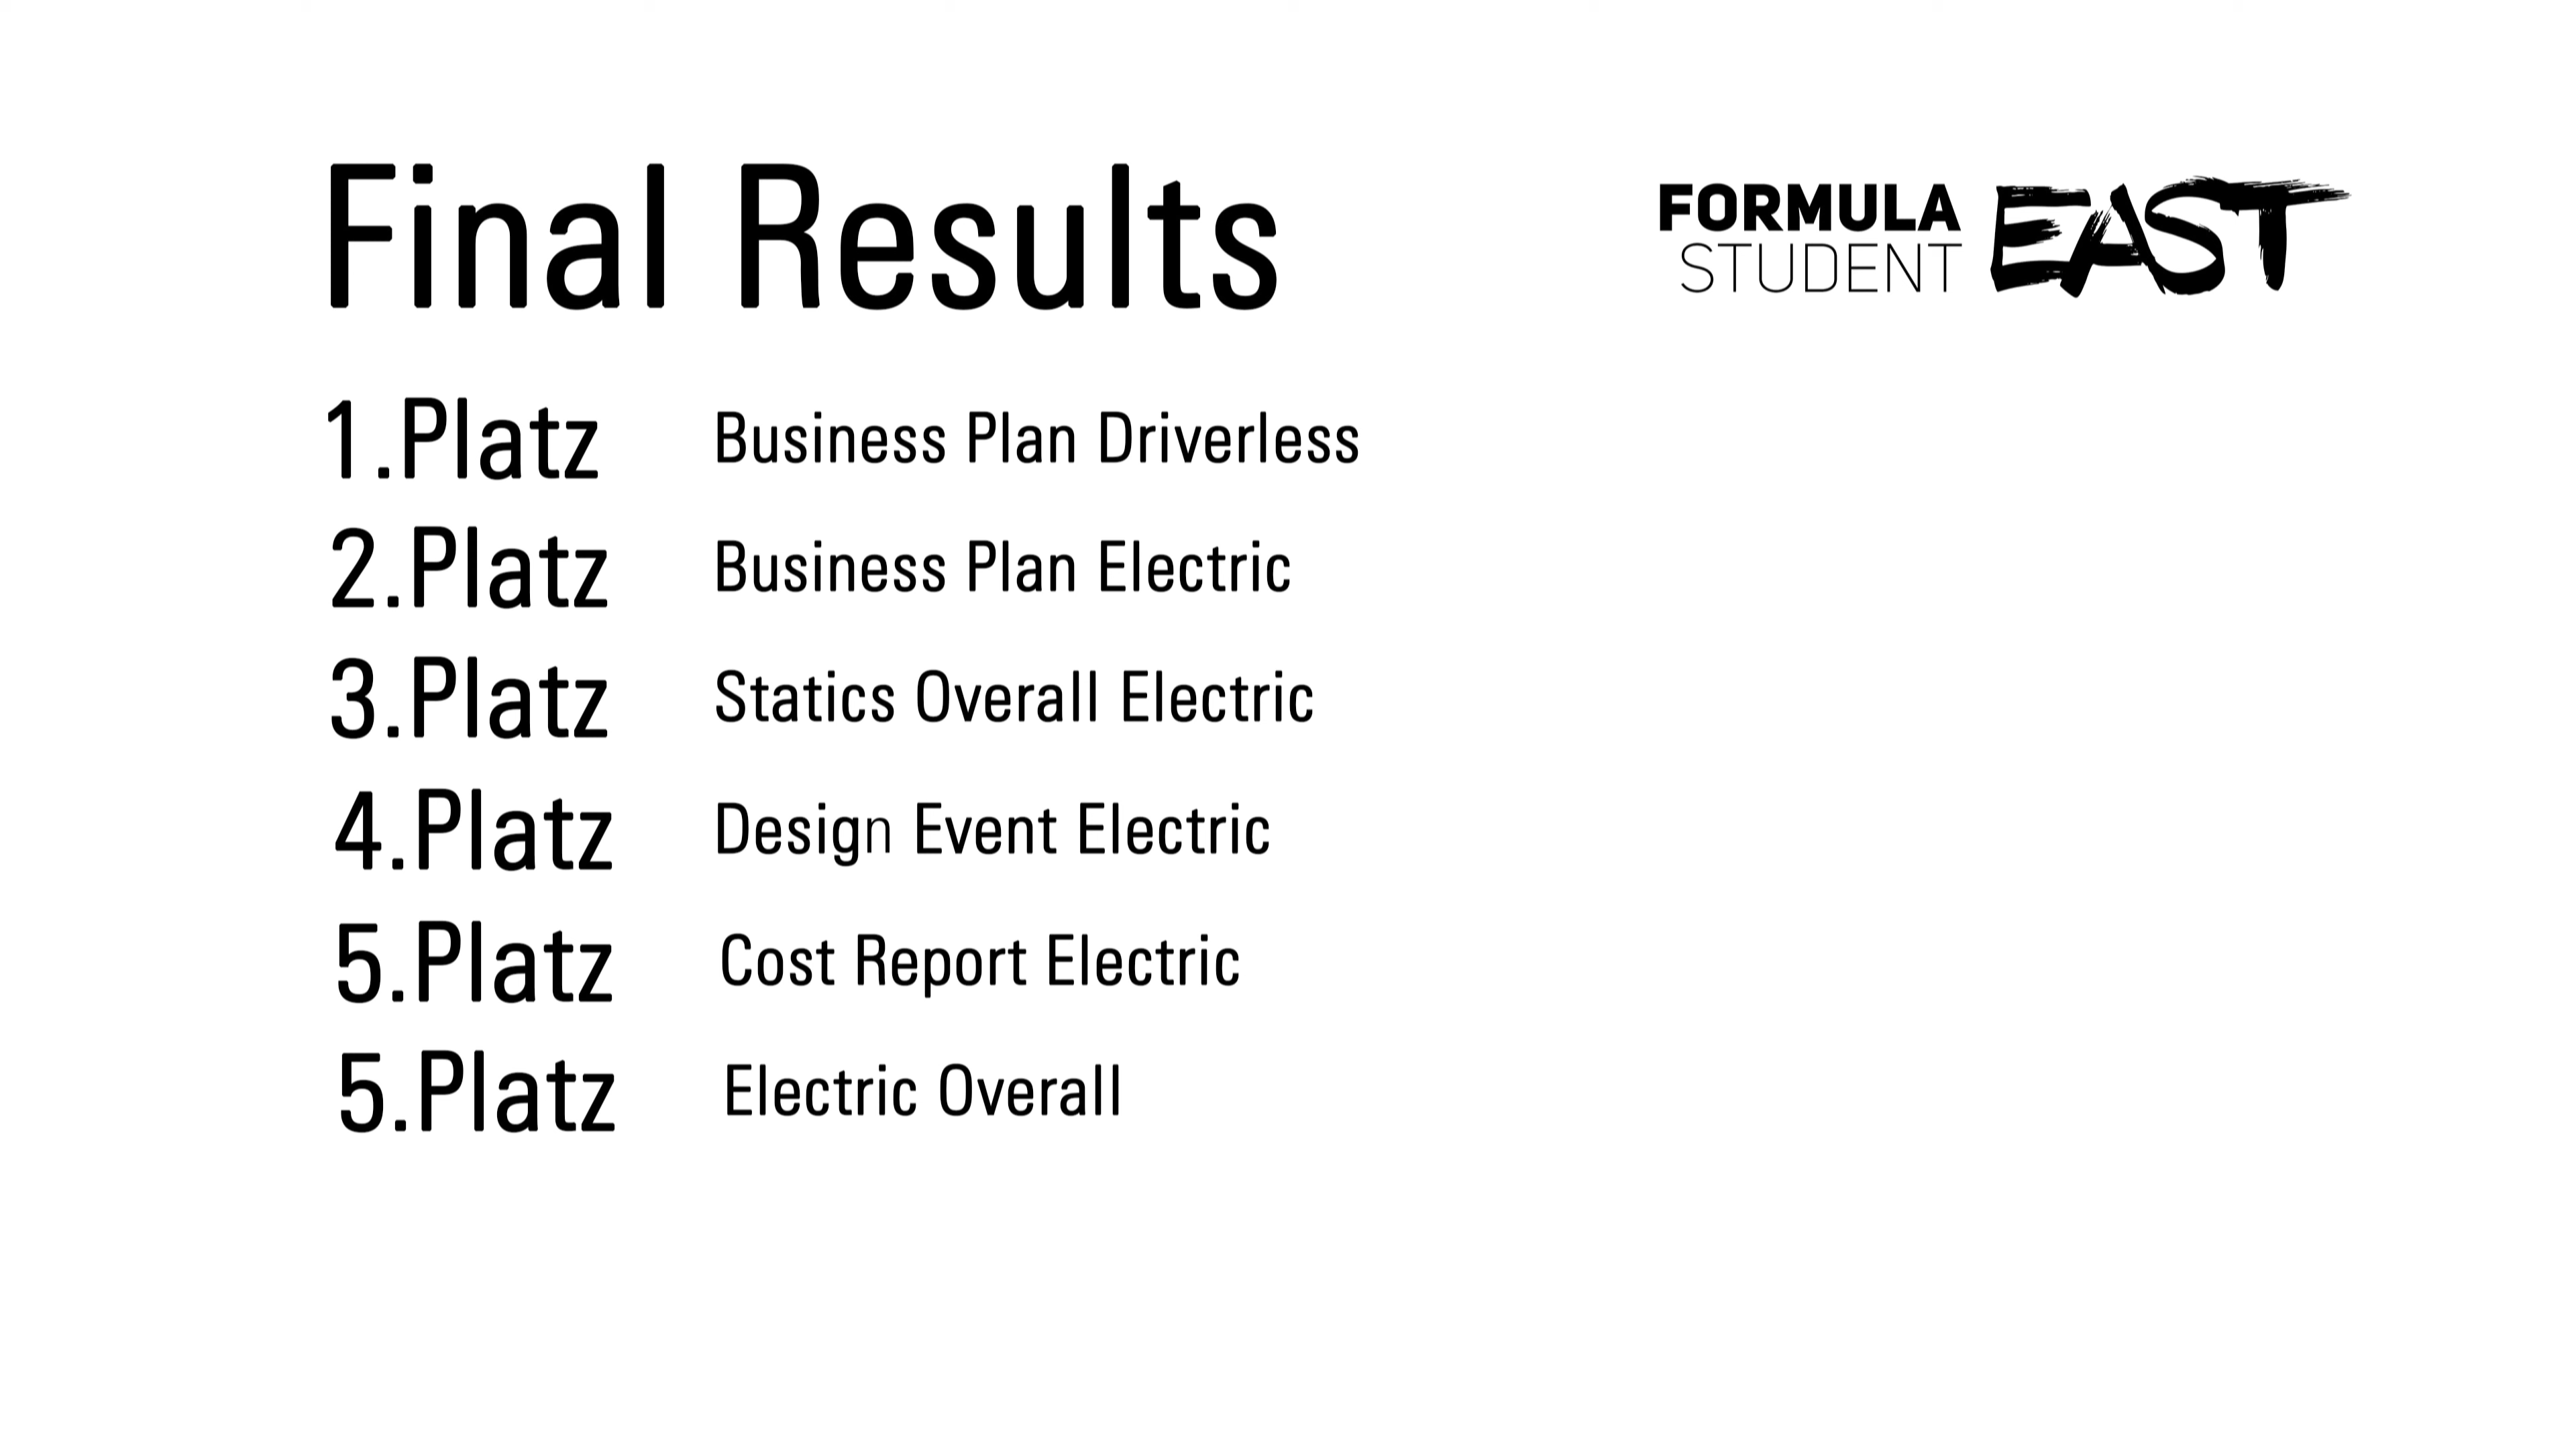 Final Results
FORMULA
STUDENT EAST
1.Platz Business Plan Driverless
2.Platz Business Plan Electric
3.Platz Statics Overall Electric
4.Platz Design Event Electric
5.Platz Cost Report Electric
5.Platz Electric Overall